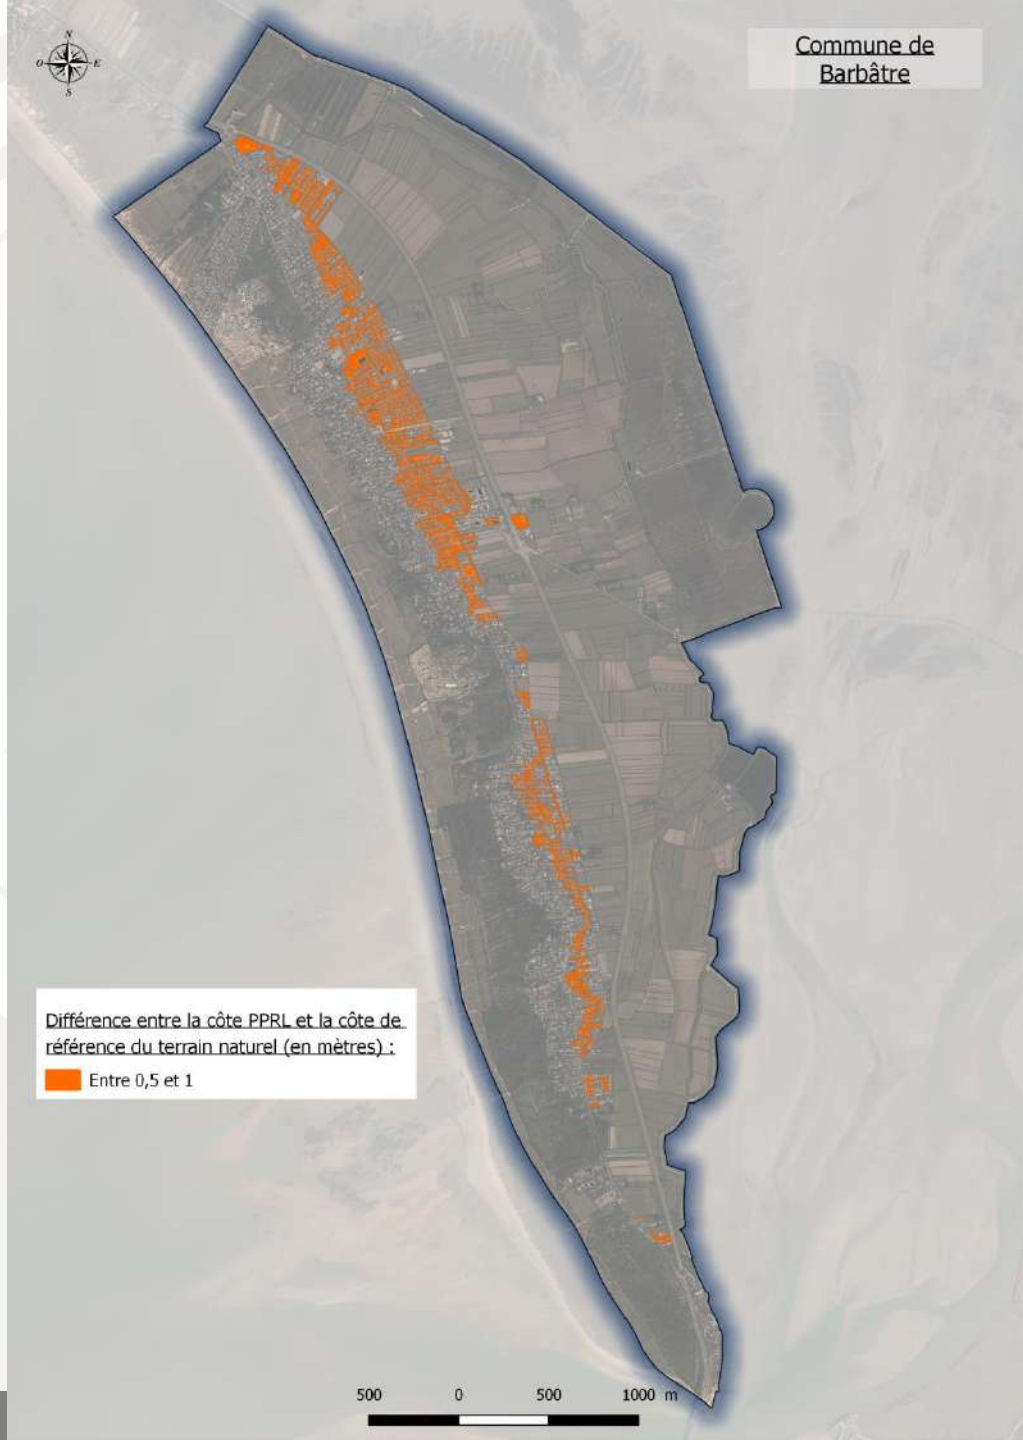 N
O
E
S
Commune de
Barbâtre
Différence entre la côte PPRL et la côte de
référence du terrain naturel (en mètres) :
Entre 0,5 et 1
500 0 500 1000 m